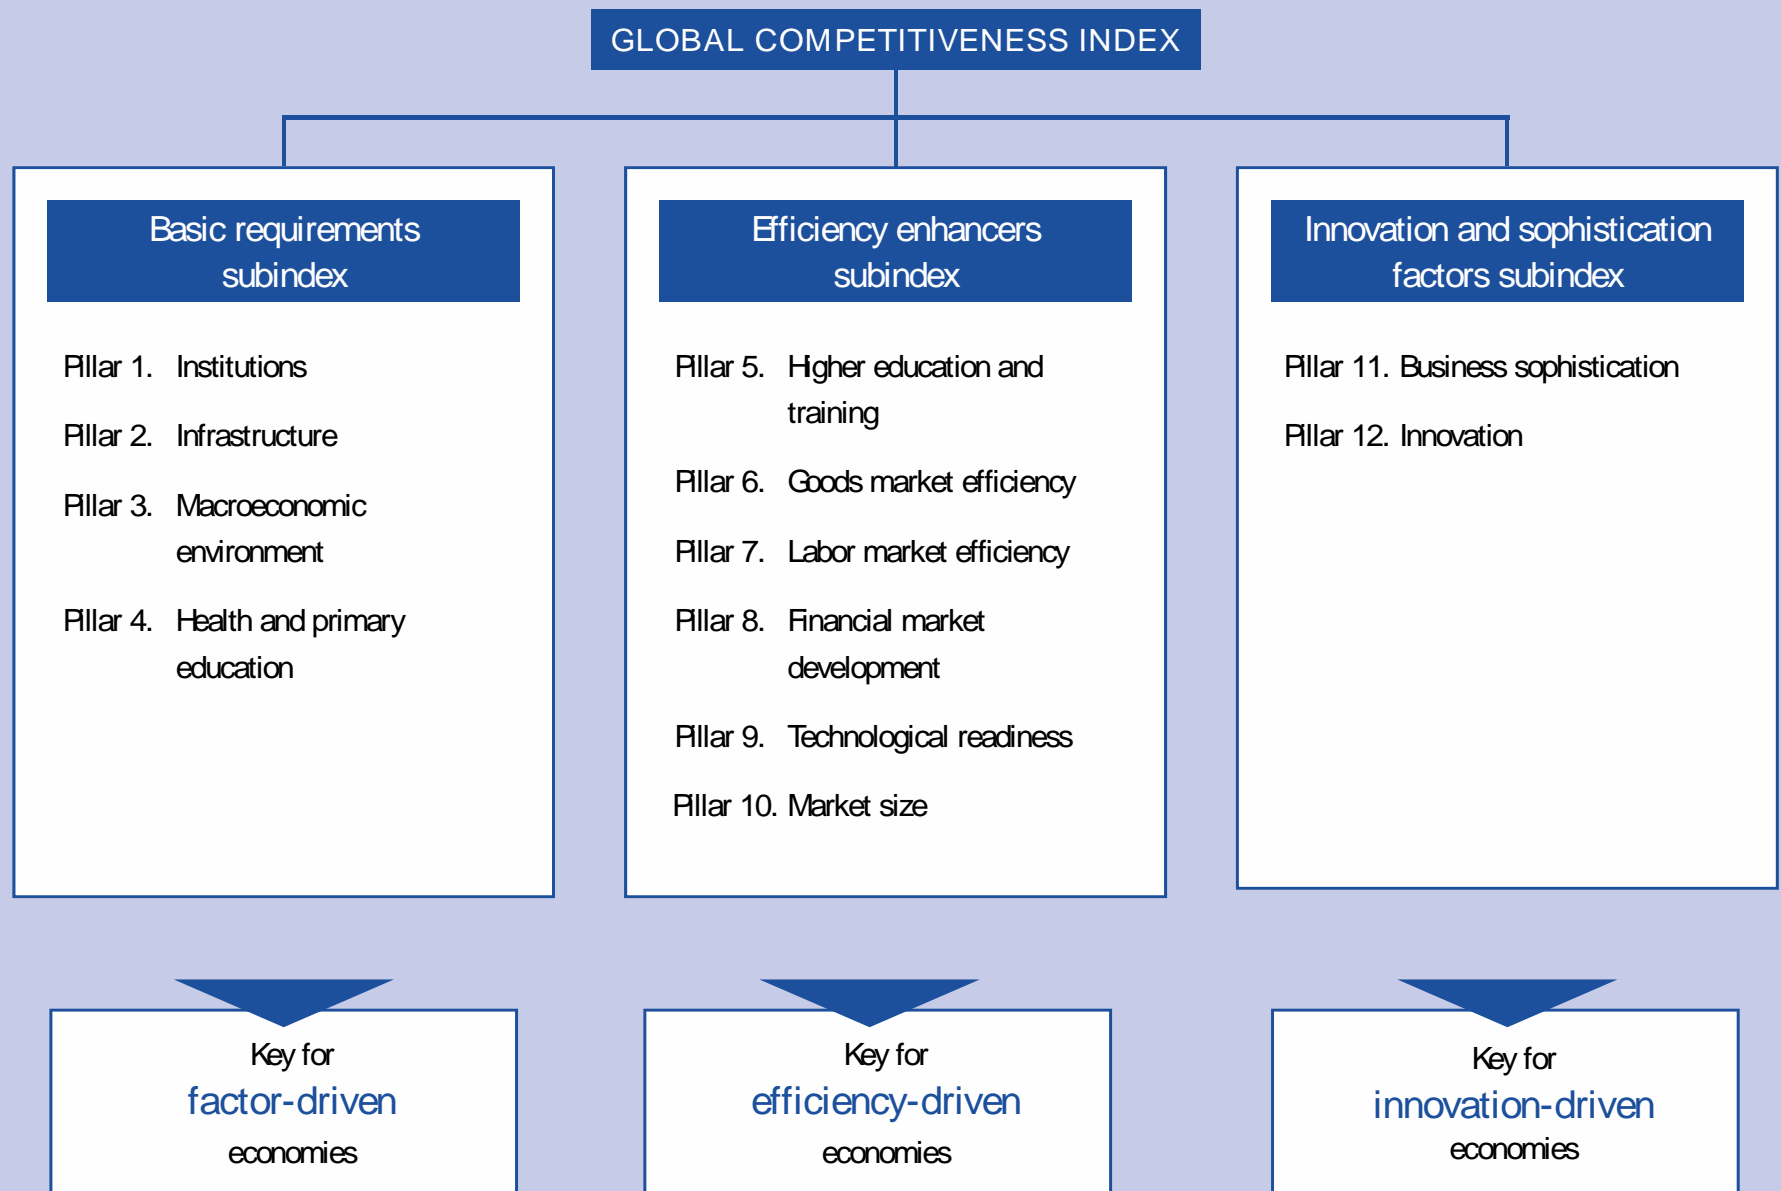 GLOBAL COMPETITIVENESS INDEX
Basic requirements
subindex
Pillar 1. Institutions
Pillar 2. Infrastructure
Pillar 3. Macroeconomic
environment
Pillar 4. Health and primary
education
Key for
factor-driven
economies
Efficiency enhancers
subindex
Pillar 5. Higher education and
training
Pillar 6. Goods market efficiency
Pillar 7. Labor market efficiency
Pillar 8. Financial market
development
Pillar 9. Technological readiness
Pillar 10. Market size
Key for
efficiency-driven
economies
Innovation and sophistication
factors subindex
Pillar 11. Business sophistication
Pillar 12. Innovation
Key for
innovation-driven
economies